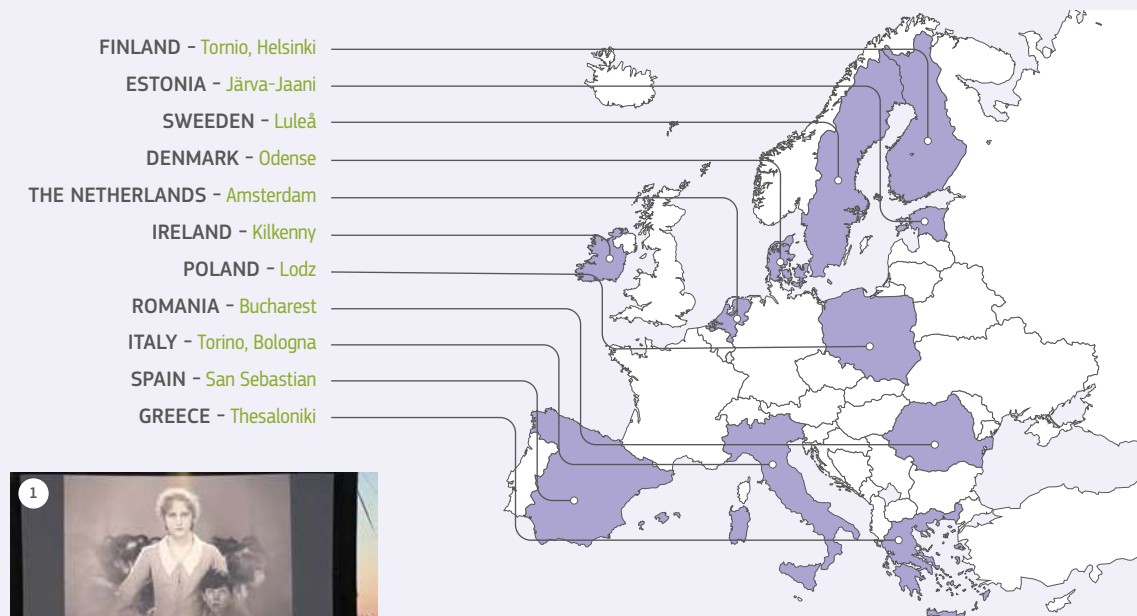 FINLAND – Tornio, Helsinki
ESTONIA – Järva-Jaani
SWEEDEN – Luleå
DENMARK – Odense
THE NETHERLANDS – Amsterdam
IRELAND – Kilkenny
POLAND – Lodz
ROMANIA – Bucharest
ITALY – Torino, Bologna
SPAIN – San Sebastian
GREECE – Thesaloniki
1